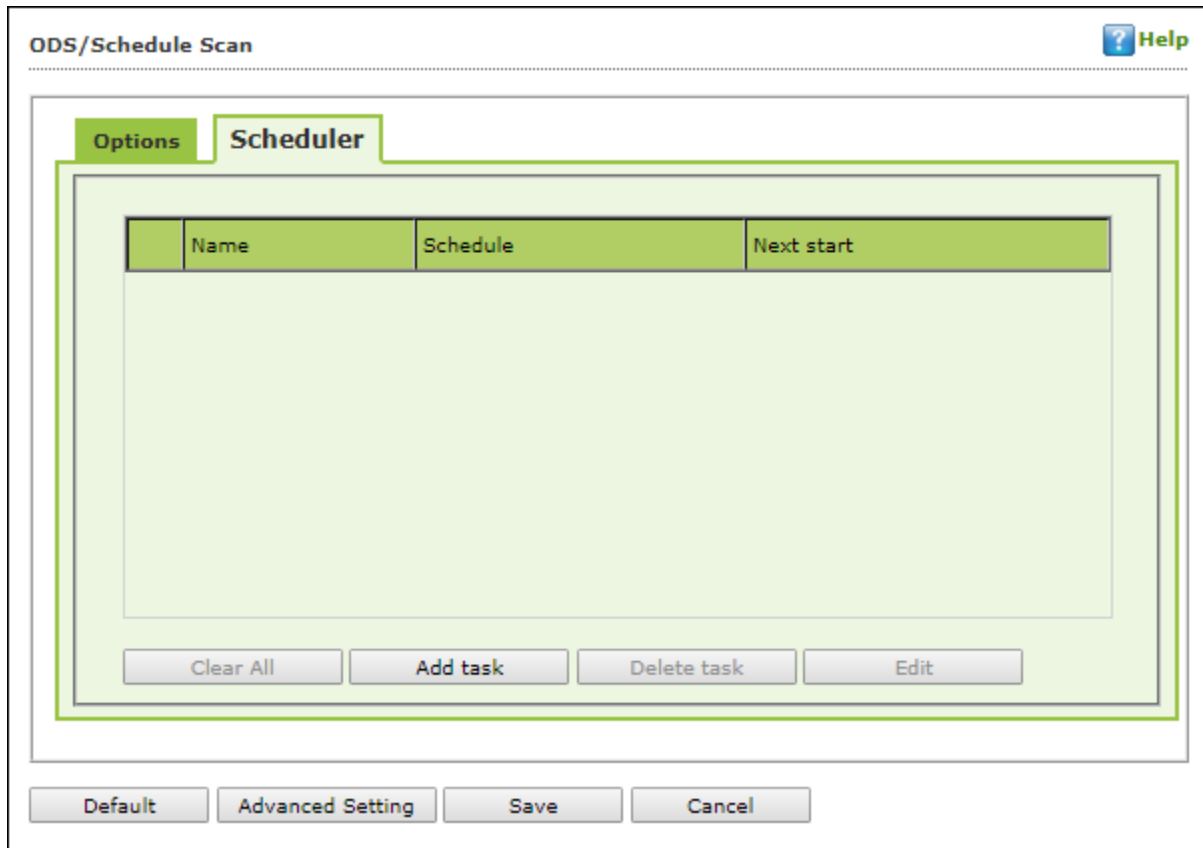 ODS/Schedule Scan
? Help
Options Scheduler
Name Schedule Next start
Clear All Add task Delete task Edit
Default Advanced Setting Save Cancel